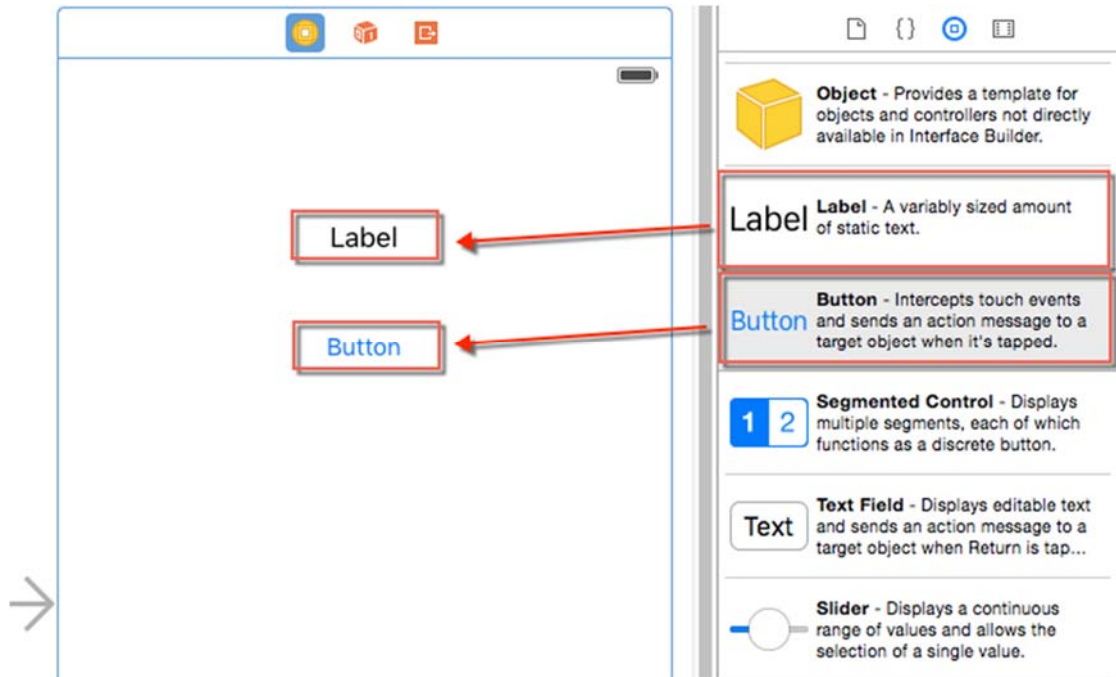 Label
Button
{}
Object - Provides a template for
objects and controllers not directly
available in Interface Builder.
Label
Label - A variably sized amount
of static text.
Button
Button - Intercepts touch events
and sends an action message to a
target object when it's tapped.
1 2
Segmented Control - Displays
multiple segments, each of which
functions as a discrete button.
Text
Text Field - Displays editable text
and sends an action message to a
target object when Return is tap...
Slider - Displays a continuous
range of values and allows the
selection of a single value.